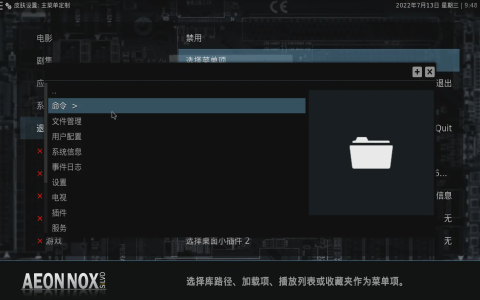 皮肤设置: 主菜单定制
2022年7月13日 星期三 | 9:48
电影
禁用
剧集
选择菜单项
应
退出
系
..
命令 >
文件管理
用户配置
Quit
系统信息
事件日志
设置
电视
信息
插件
无
服务
游戏
选择桌面小插件 2
无
AEON NOX
SILVO
选择库路径、加载项、播放列表或收藏夹作为菜单项。